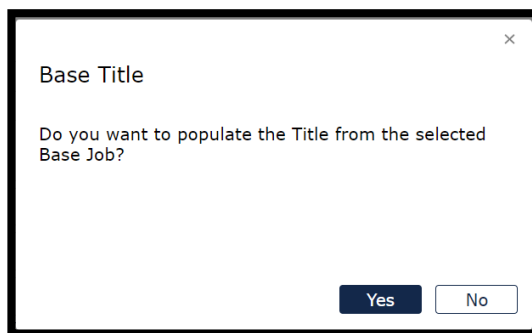 ×
Base Title
Do you want to populate the Title from the selected
Base Job?
Yes No